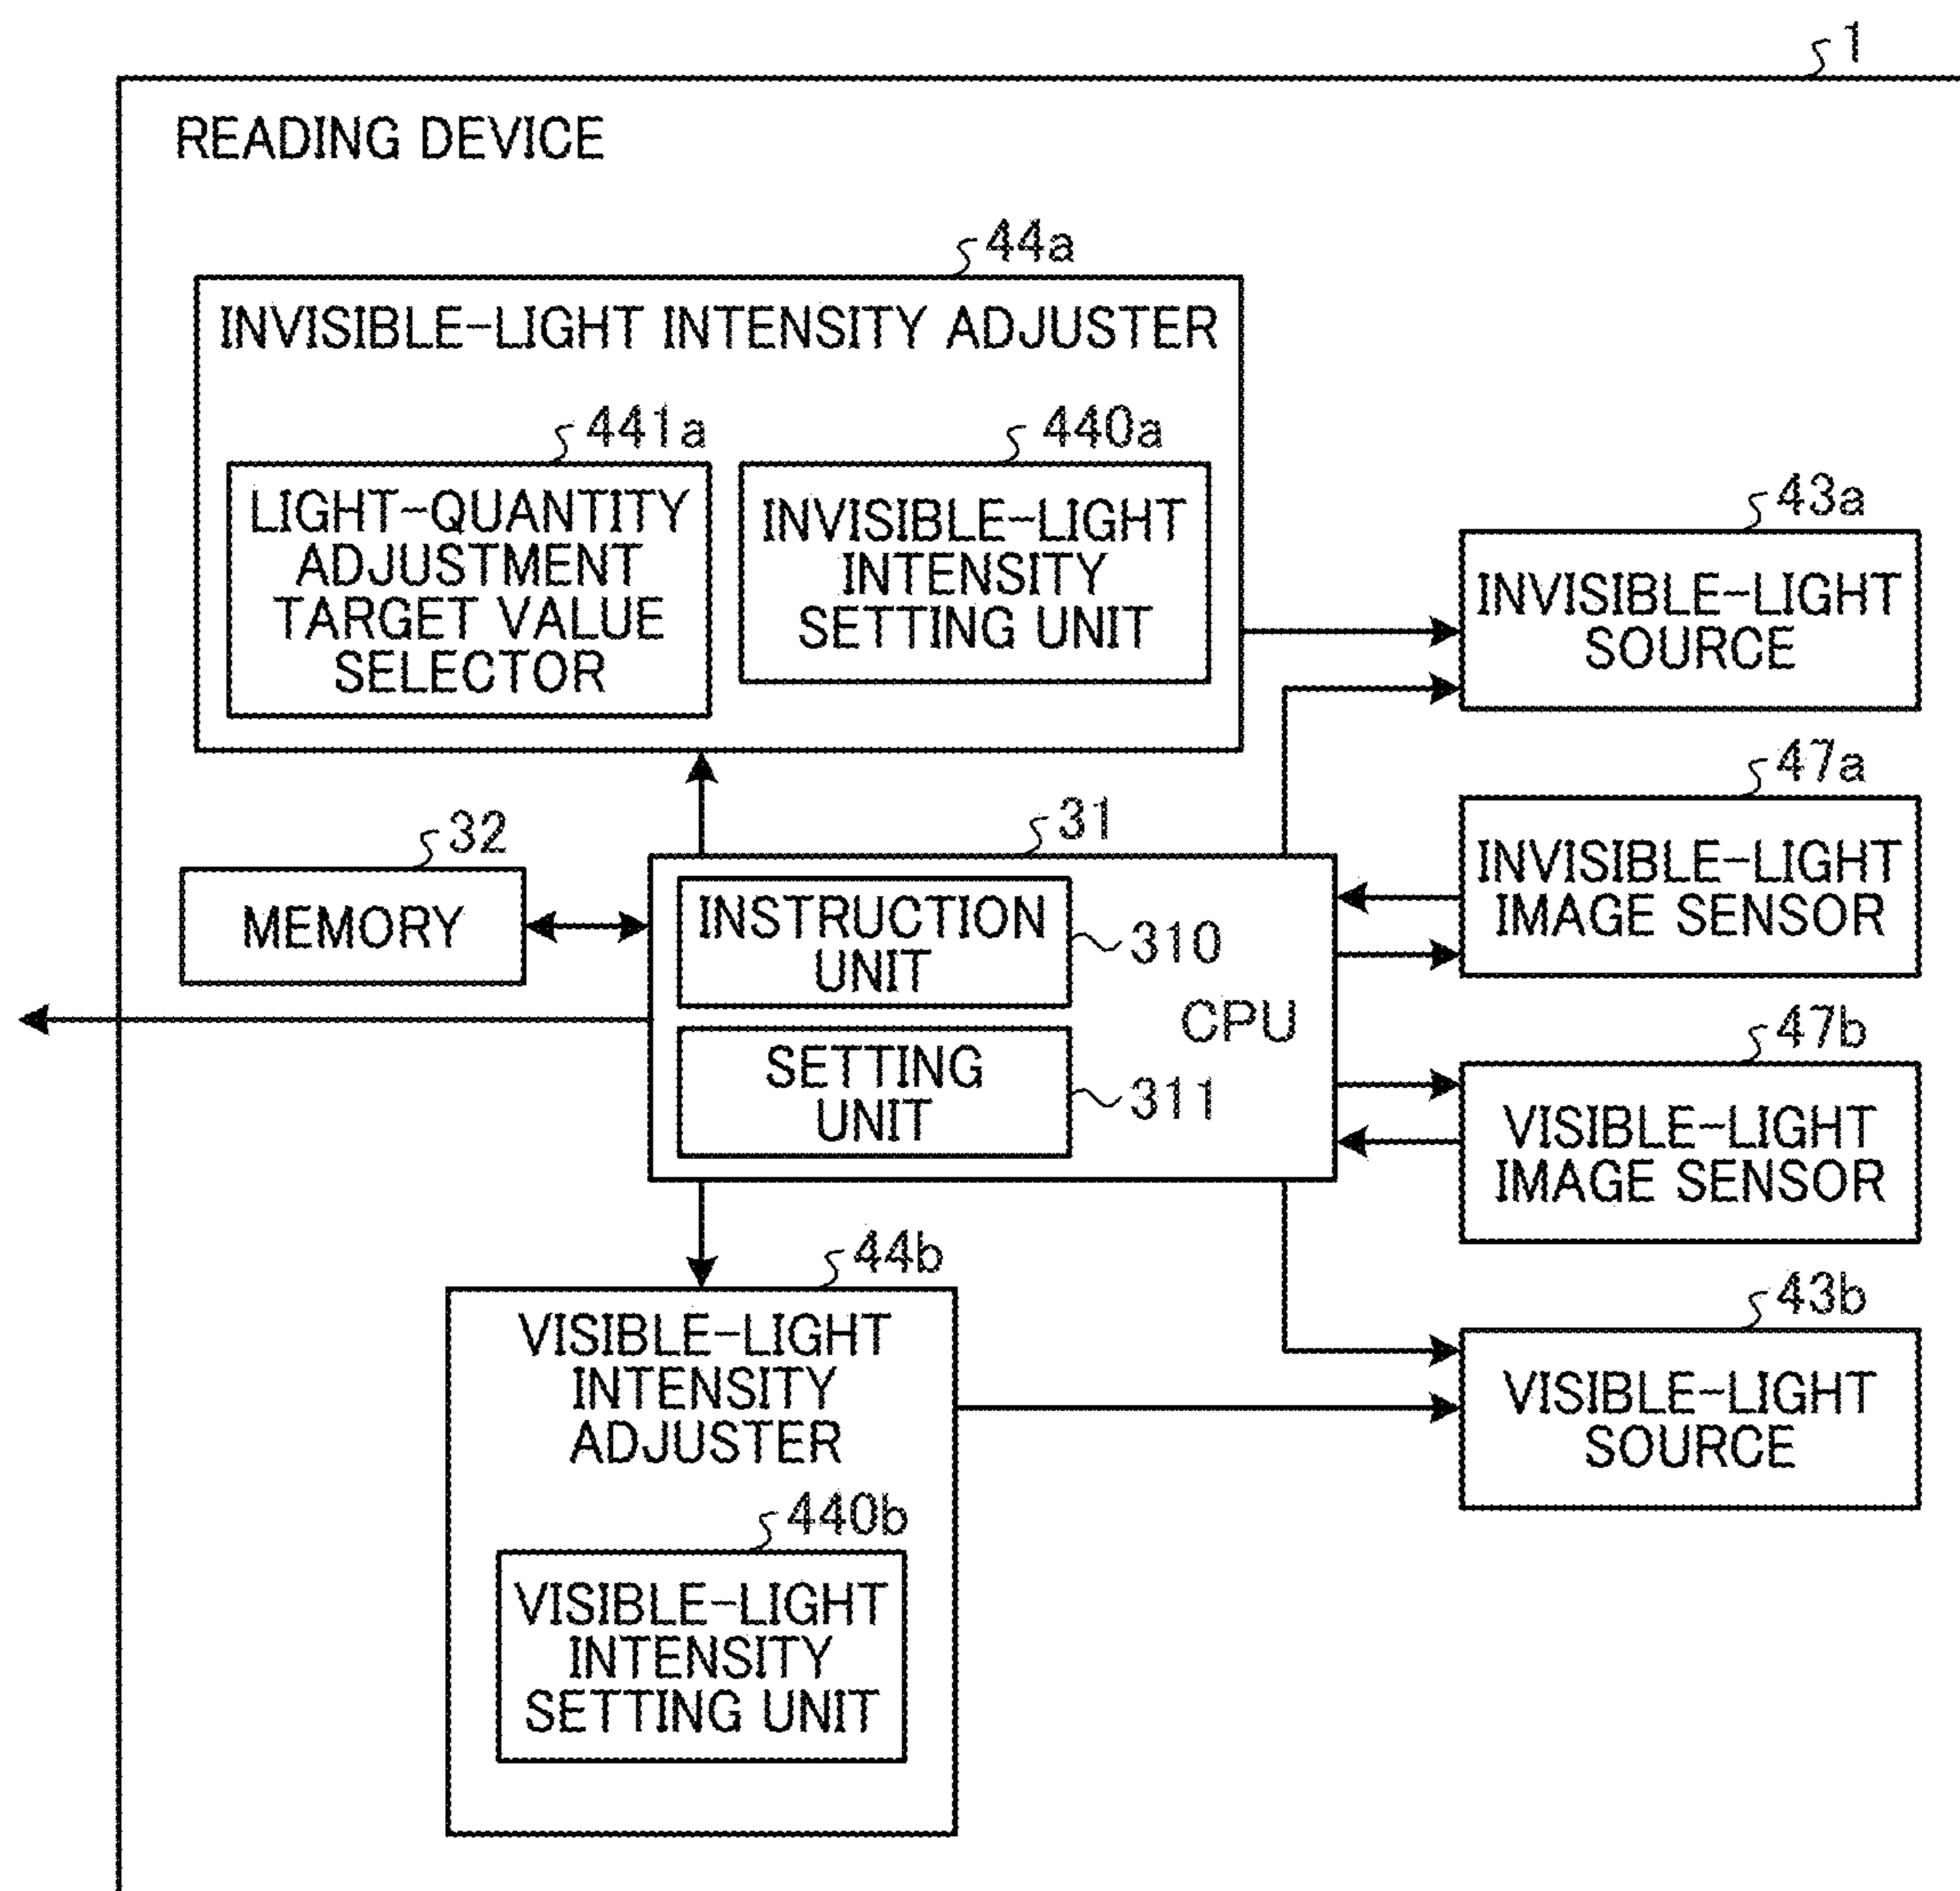 1
READING DEVICE
44a
INVISIBLE-LIGHT INTENSITY ADJUSTER
441a
LIGHT-QUANTITY
ADJUSTMENT
TARGET VALUE
SELECTOR
440a
INVISIBLE-LIGHT
INTENSITY
SETTING UNIT
43a
INVISIBLE-LIGHT
SOURCE
47a
INVISIBLE-LIGHT
IMAGE SENSOR
32
MEMORY
31
INSTRUCTION
UNIT
310
CPU
SETTING
UNIT
311
47b
VISIBLE-LIGHT
IMAGE SENSOR
44b
VISIBLE-LIGHT
INTENSITY
ADJUSTER
43b
VISIBLE-LIGHT
SOURCE
440b
VISIBLE-LIGHT
INTENSITY
SETTING UNIT